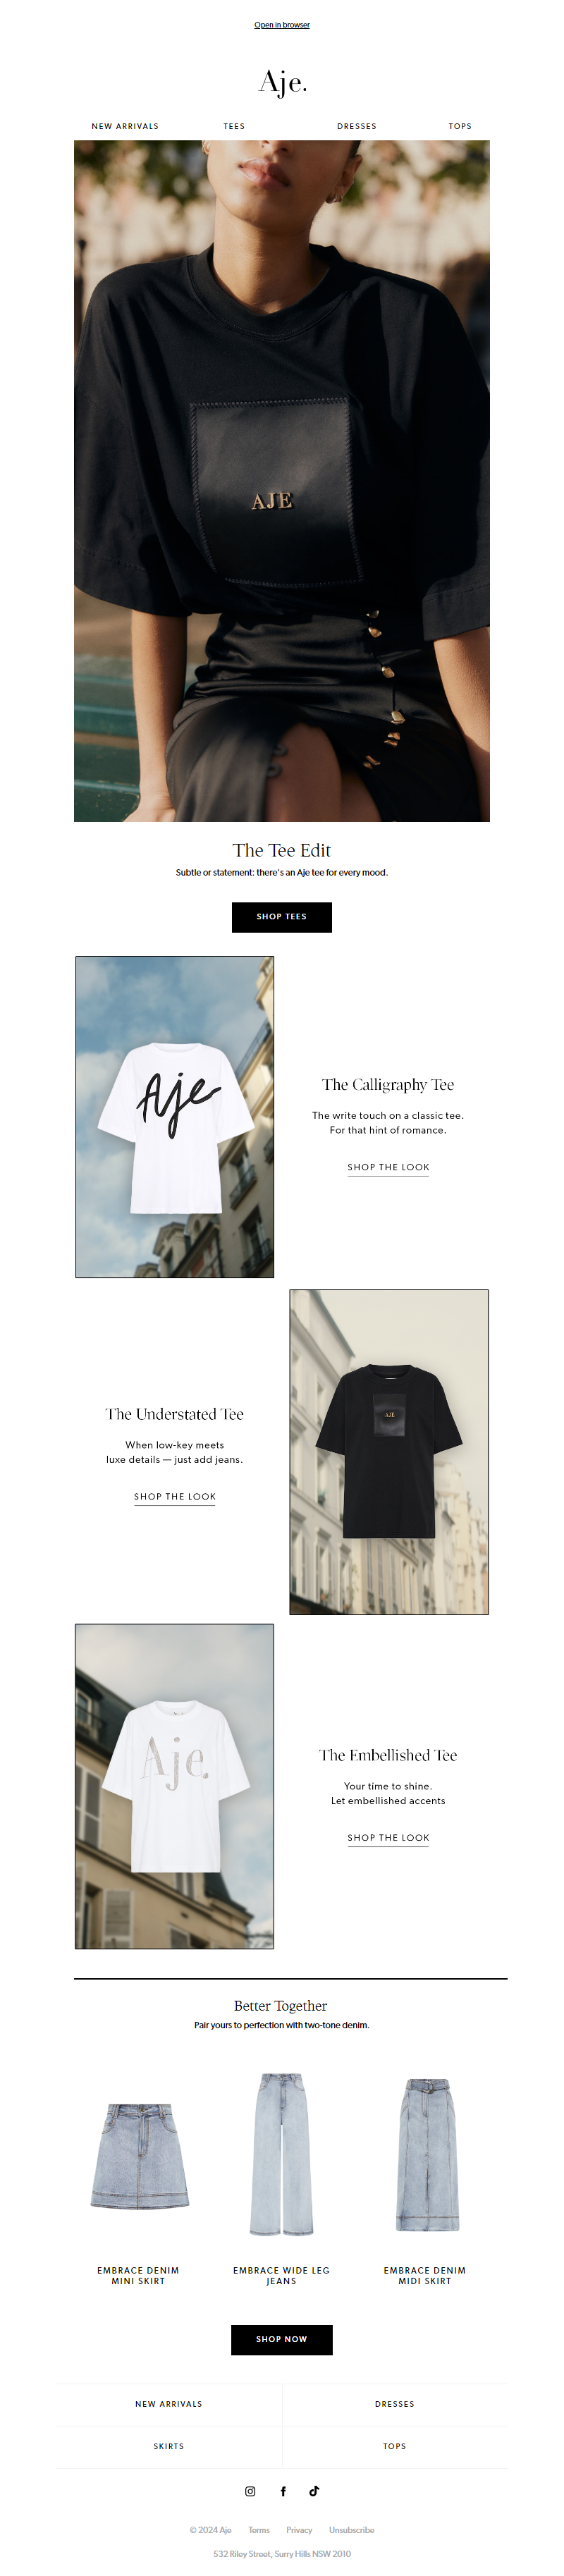 Open in browser
Aje.
NEW ARRIVALS TEES DRESSES TOPS
AJE
The Tee Edit
Subtle or statement: there's an Aje tee for every mood.
SHOP TEES
Aje
The Calligraphy Tee
The write touch on a classic tee.
For that hint of romance.
SHOP THE LOOK
The Understated Tee
When low-key meets
luxe details — just add jeans.
SHOP THE LOOK
AJE
Aje.
The Embellished Tee
Your time to shine.
Let embellished accents
SHOP THE LOOK
Better Together
Pair yours to perfection with two-tone denim.
EMBRACE DENIM
MINI SKIRT
EMBRACE WIDE LEG
JEANS
EMBRACE DENIM
MIDI SKIRT
SHOP NOW
NEW ARRIVALS DRESSES
SKIRTS TOPS
© 2024 Aje Terms Privacy Unsubscribe
532 Riley Street, Surry Hills NSW 2010